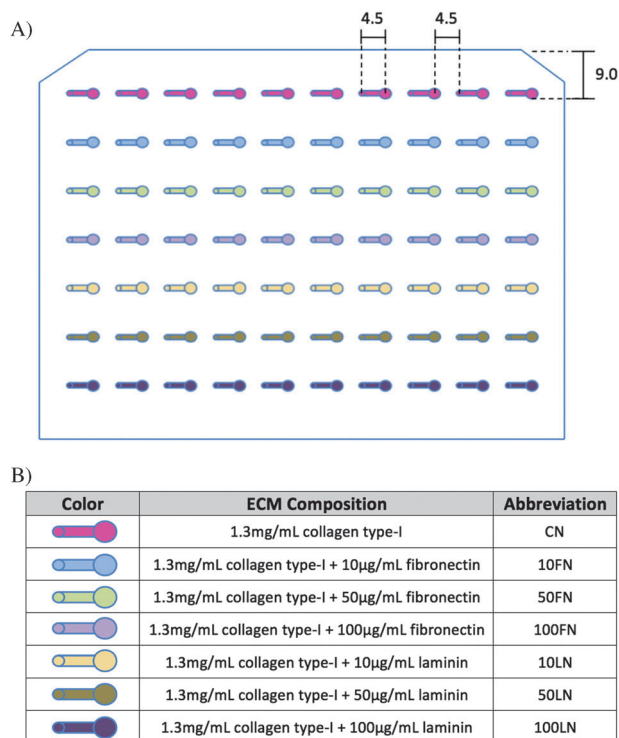 A)
4.5 4.5
9.0
B)
Color ECM Composition Abbreviation
1.3mg/mL collagen type-I CN
1.3mg/mL collagen type-I + 10μg/mL fibronectin 10FN
1.3mg/mL collagen type-I + 50μg/mL fibronectin 50FN
1.3mg/mL collagen type-I + 100μg/mL fibronectin 100FN
1.3mg/mL collagen type-I + 10μg/mL laminin 10LN
1.3mg/mL collagen type-I + 50μg/mL laminin 50LN
1.3mg/mL collagen type-I + 100μg/mL laminin 100LN